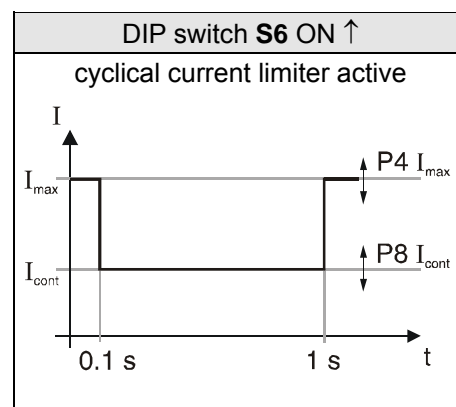 DIP switch S6 ON ↑
cyclical current limiter active
I
Imax
P4 Imax
Icont
P8 Icont
0.1 s
1 s
t